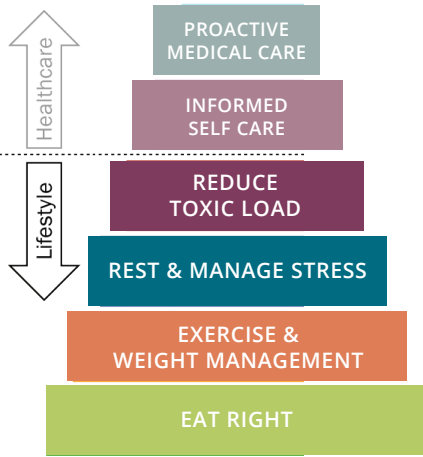 Healthcare
PROACTIVE
MEDICAL CARE
INFORMED
SELF CARE
Lifestyle
REDUCE
TOXIC LOAD
REST & MANAGE STRESS
EXERCISE &
WEIGHT MANAGEMENT
EAT RIGHT